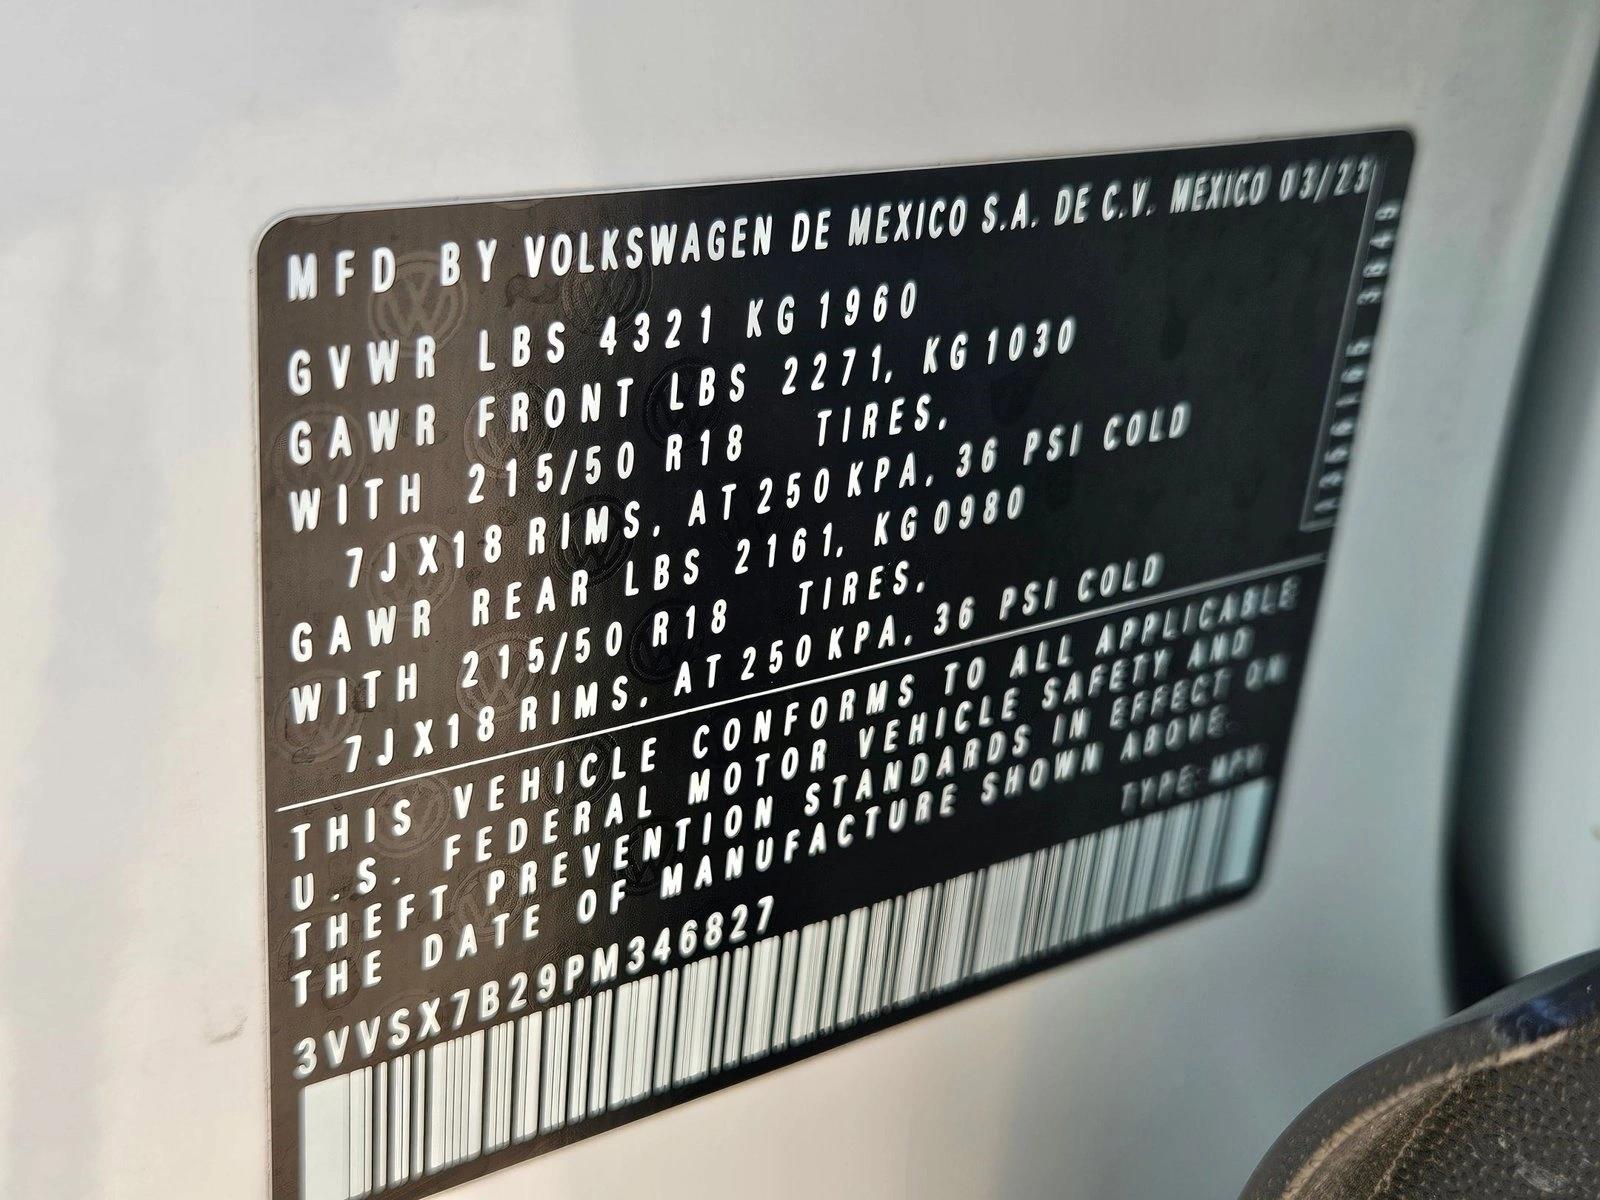 MFD BY VOLKSWAGEN DE MEXICO S.A. DE C.V. MEXICO 03/23
GVWR LBS 4321 KG 1960
GAWR FRONT LBS 2271, KG 1030
WITH 215/50 R18 TIRES,
7JX18 RIMS, AT 250 KPA, 36 PSI COLD
GAWR REAR LBS 2161, KG 0980
WITH 215/50 R18 TIRES,
7JX18 RIMS, AT 250 KPA, 36 PSI COLD
THIS VEHICLE CONFORMS TO ALL APPLICABLE
U.S. FEDERAL MOTOR VEHICLE SAFETY AND
THEFT PREVENTION STANDARDS IN EFFECT ON
THE DATE OF MANUFACTURE SHOWN ABOVE.
TYPE: MPV
3VVSX7B29PM346827